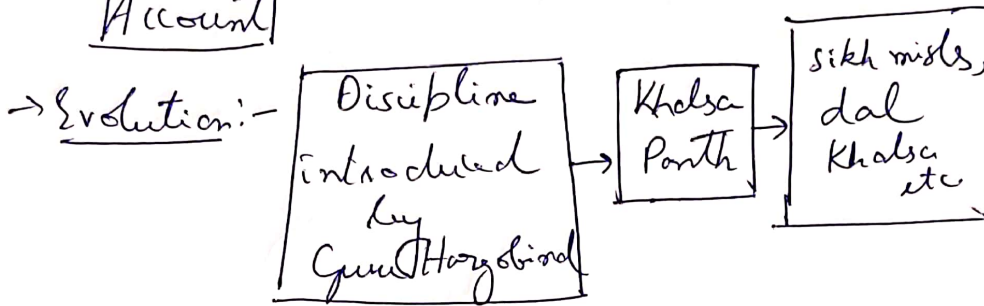 Account
→ Evolution:-
Discipline
introduced
by
Guru Hargobind
Khalsa
Panth
sikh misls,
dal
Khalsa
etc